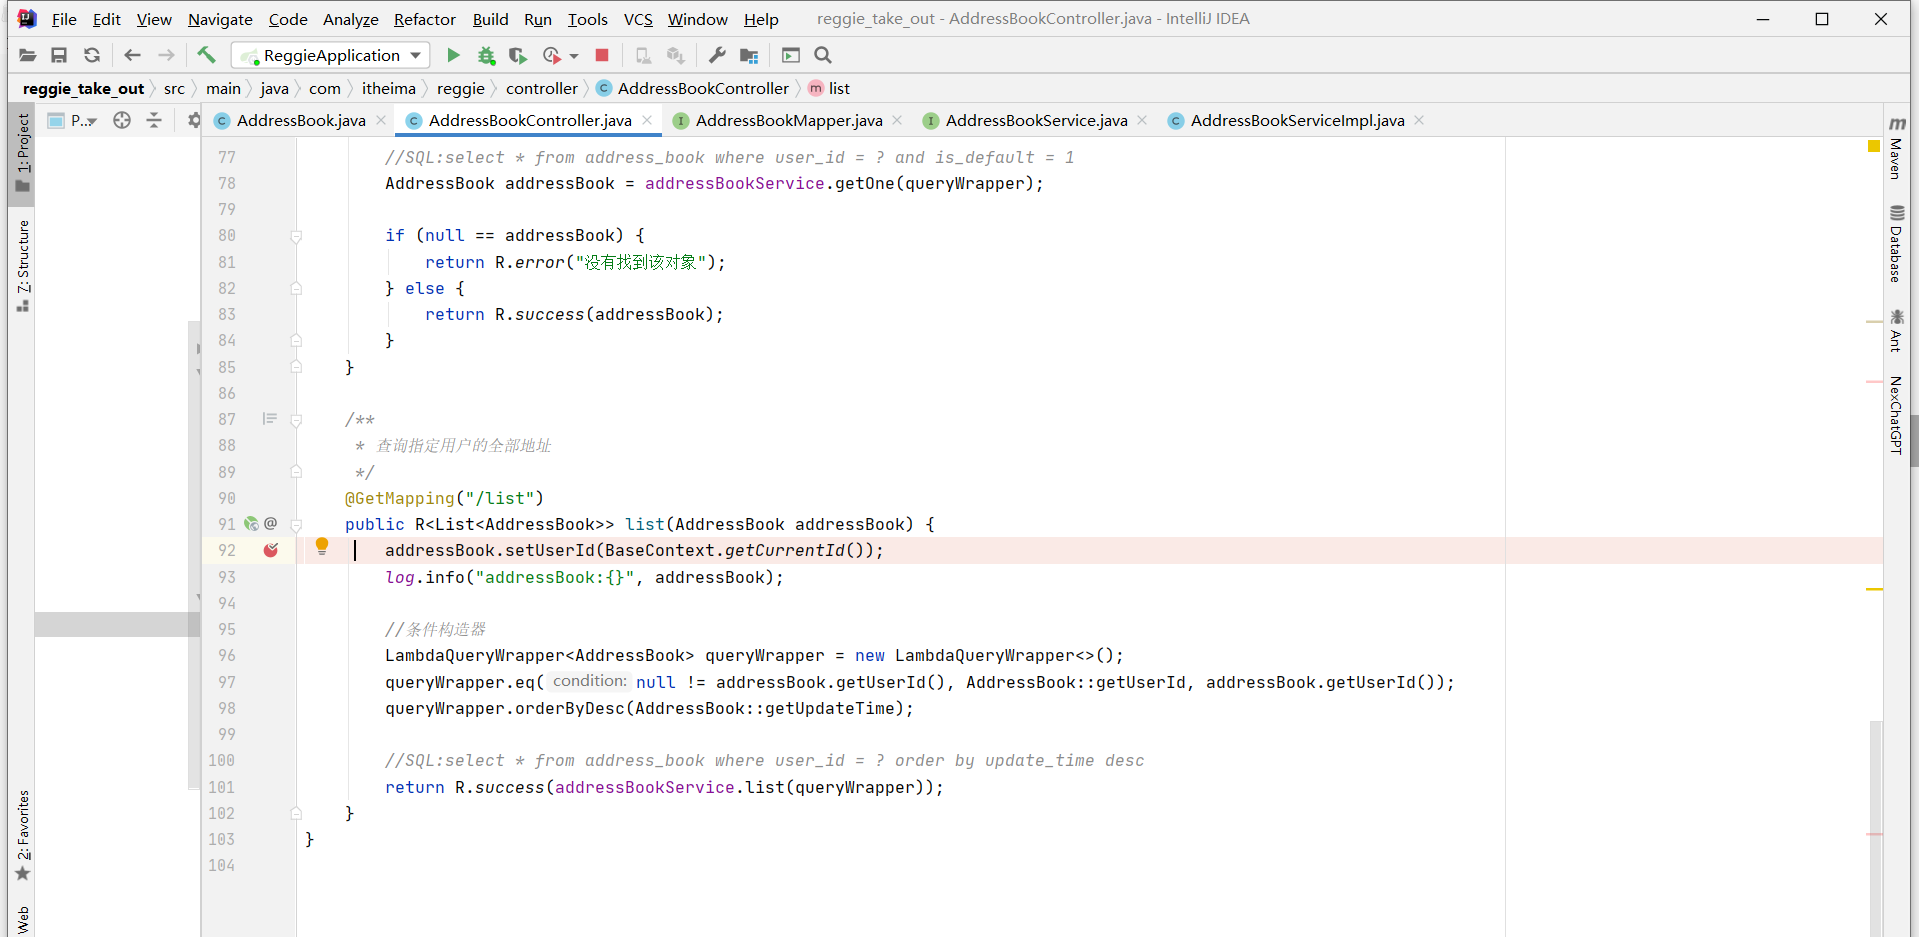 File Edit View Navigate Code Analyze Refactor Build Run Tools VCS Window Help reggie_take_out - AddressBookController.java - IntelliJ IDEA
ReggieApplication
reggie_take_out src main java com itheima reggie controller AddressBookController list
P.. AddressBook.java AddressBookController.java AddressBookMapper.java AddressBookService.java AddressBookServiceImpl.java
1: Project
7: Structure
2: Favorites
Web
77 //SQL:select * from address_book where user_id = ? and is_default = 1
78 AddressBook addressBook = addressBookService.getOne(queryWrapper);
79
80 if (null == addressBook) {
81 return R.error("没有找到该对象");
82 } else {
83 return R.success(addressBook);
84 }
85 }
86
87 /**
88 * 查询指定用户的全部地址
89 */
90 @GetMapping("/list")
91 public R<List<AddressBook>> list(AddressBook addressBook) {
92 addressBook.setUserId(BaseContext.getCurrentId());
93 log.info("addressBook:{}", addressBook);
94
95 //条件构造器
96 LambdaQueryWrapper<AddressBook> queryWrapper = new LambdaQueryWrapper<>();
97 queryWrapper.eq( condition: null != addressBook.getUserId(), AddressBook::getUserId, addressBook.getUserId());
98 queryWrapper.orderByDesc(AddressBook::getUpdateTime);
99
100 //SQL:select * from address_book where user_id = ? order by update_time desc
101 return R.success(addressBookService.list(queryWrapper));
102 }
103 }
104
Maven
Database
Ant
NexChatGPT